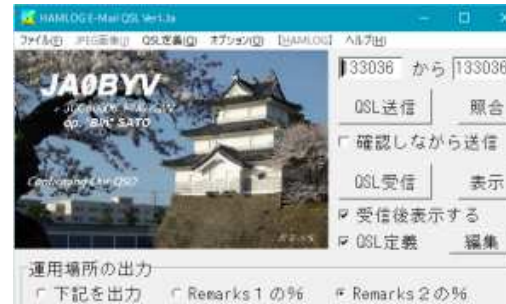 HAMLOG E-Mail QSL Ver1.1a
ファイル(F) JPEG画像(J) QSL定義(Q) オプション(O) [HAMLOG] ヘルプ(H)
JA0BYV
op. "Bin" SATO
Confirming Our QSO
133036 から 133036
QSL送信 照合
確認しながら送信
QSL受信 表示
受信後表示する
QSL定義 編集
運用場所の出力
下記を出力 Remarks１の% Remarks２の%